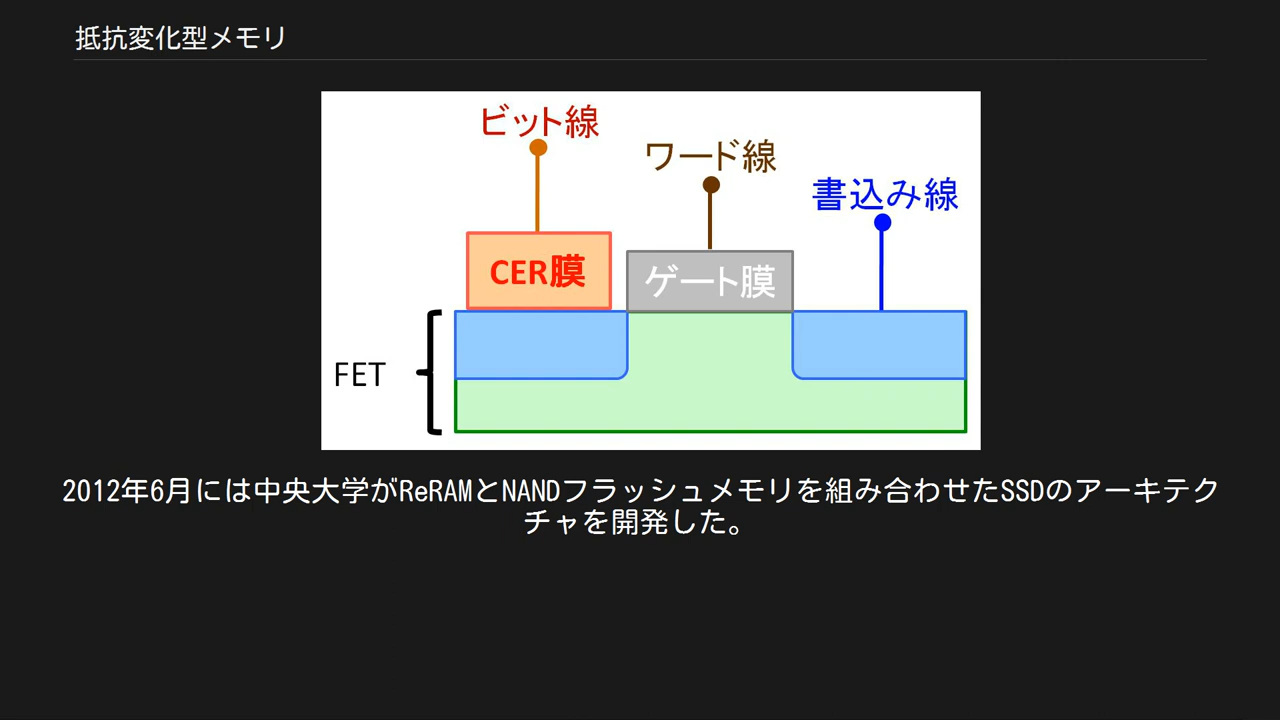 抵抗変化型メモリ
ビット線
ワード線
書込み線
CER膜
ゲート膜
FET
2012年6月には中央大学がReRAMとNANDフラッシュメモリを組み合わせたSSDのアーキテク
チャを開発した。